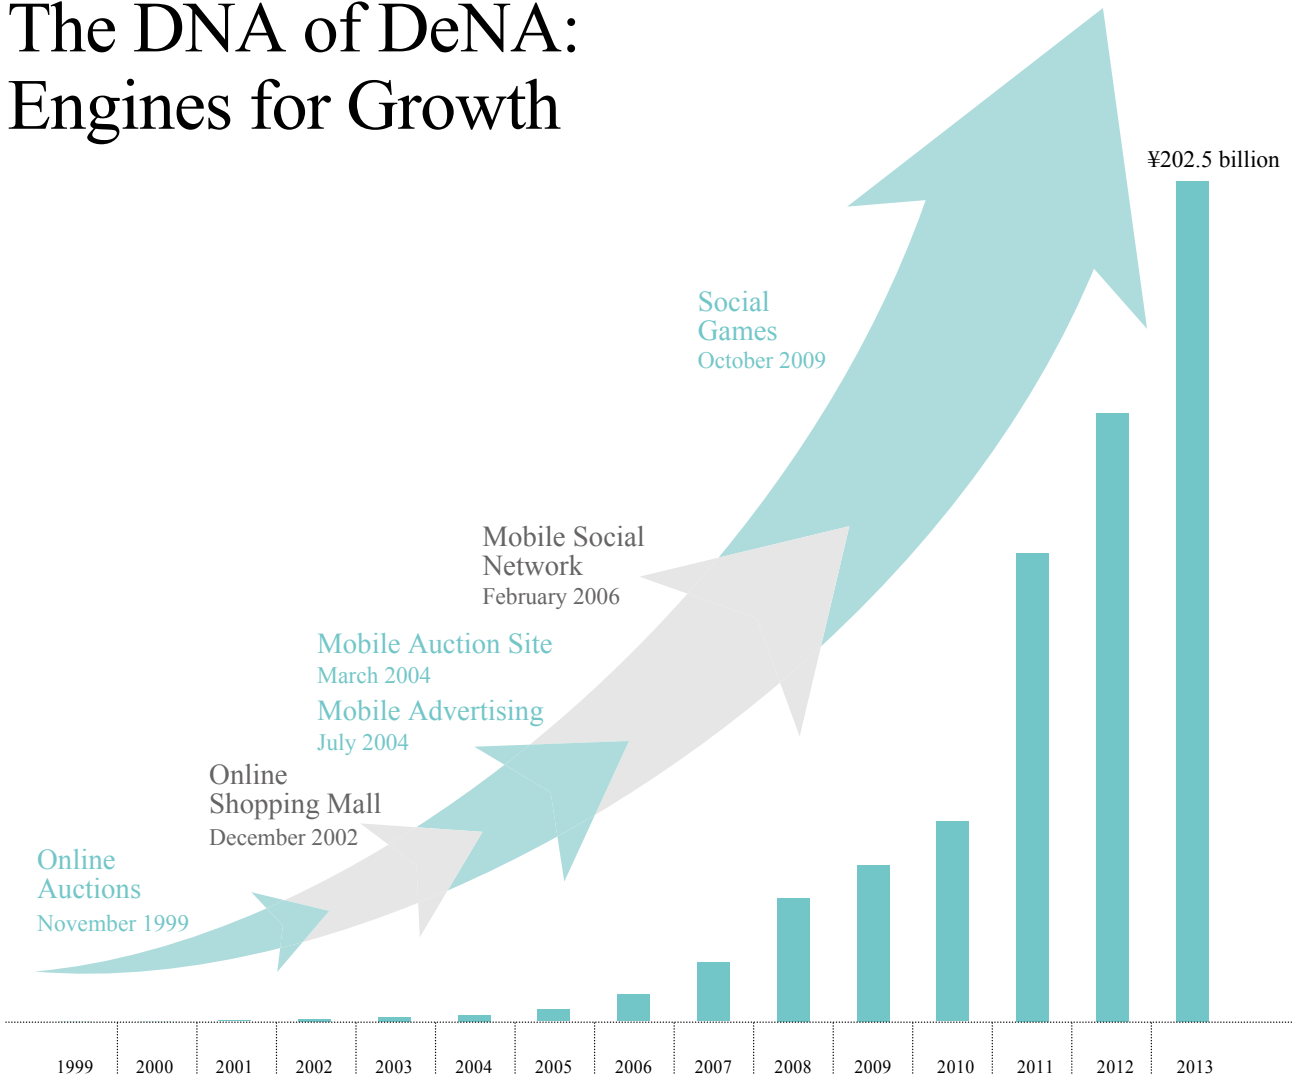 The DNA of DeNA:
Engines for Growth
¥202.5 billion
Social
Games
October 2009
Mobile Social
Network
February 2006
Mobile Auction Site
March 2004
Mobile Advertising
July 2004
Online
Shopping Mall
December 2002
Online
Auctions
November 1999
1999 2000 2001 2002 2003 2004 2005 2006 2007 2008 2009 2010 2011 2012 2013